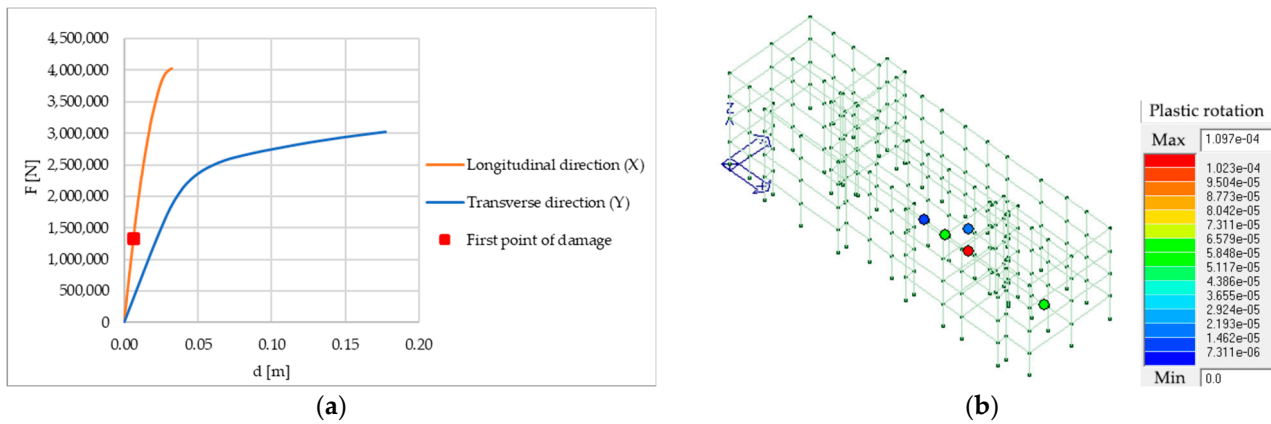 4,500,000
4,000,000
3,500,000
3,000,000
2,500,000
2,000,000
1,500,000
1,000,000
500,000
0
F [N]
0.00 0.05 0.10 0.15 0.20
d [m]
Longitudinal direction (X)
Transverse direction (Y)
First point of damage
(a)
Z
Plastic rotation
Max 1.097e-04
1.023e-04
9.504e-05
8.773e-05
8.042e-05
7.311e-05
6.579e-05
5.848e-05
5.117e-05
4.386e-05
3.655e-05
2.924e-05
2.193e-05
1.462e-05
7.311e-06
Min 0.0
(b)